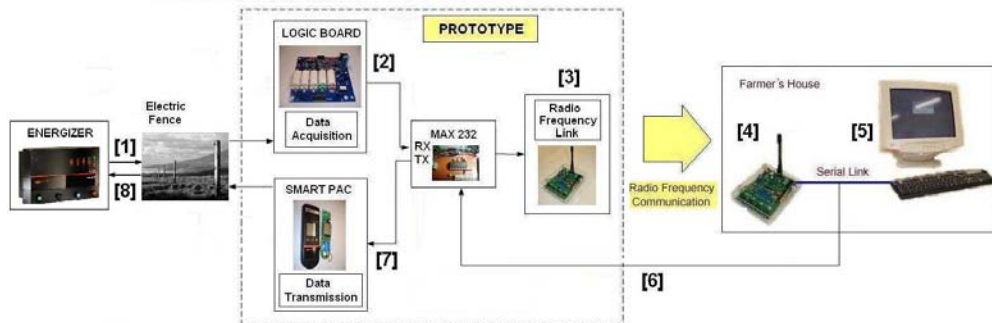 PROTOTYPE
LOGIC BOARD
[2]
Data
Acquisition
Electric
Fence
ENERGIZER
[1]
[8]
RX
TX
MAX 232
[3]
Radio
Frequency
Link
SMART PAC
[7]
Data
Transmission
Radio Frequency
Communication
Farmer´s House
[4]
[5]
Serial Link
[6]